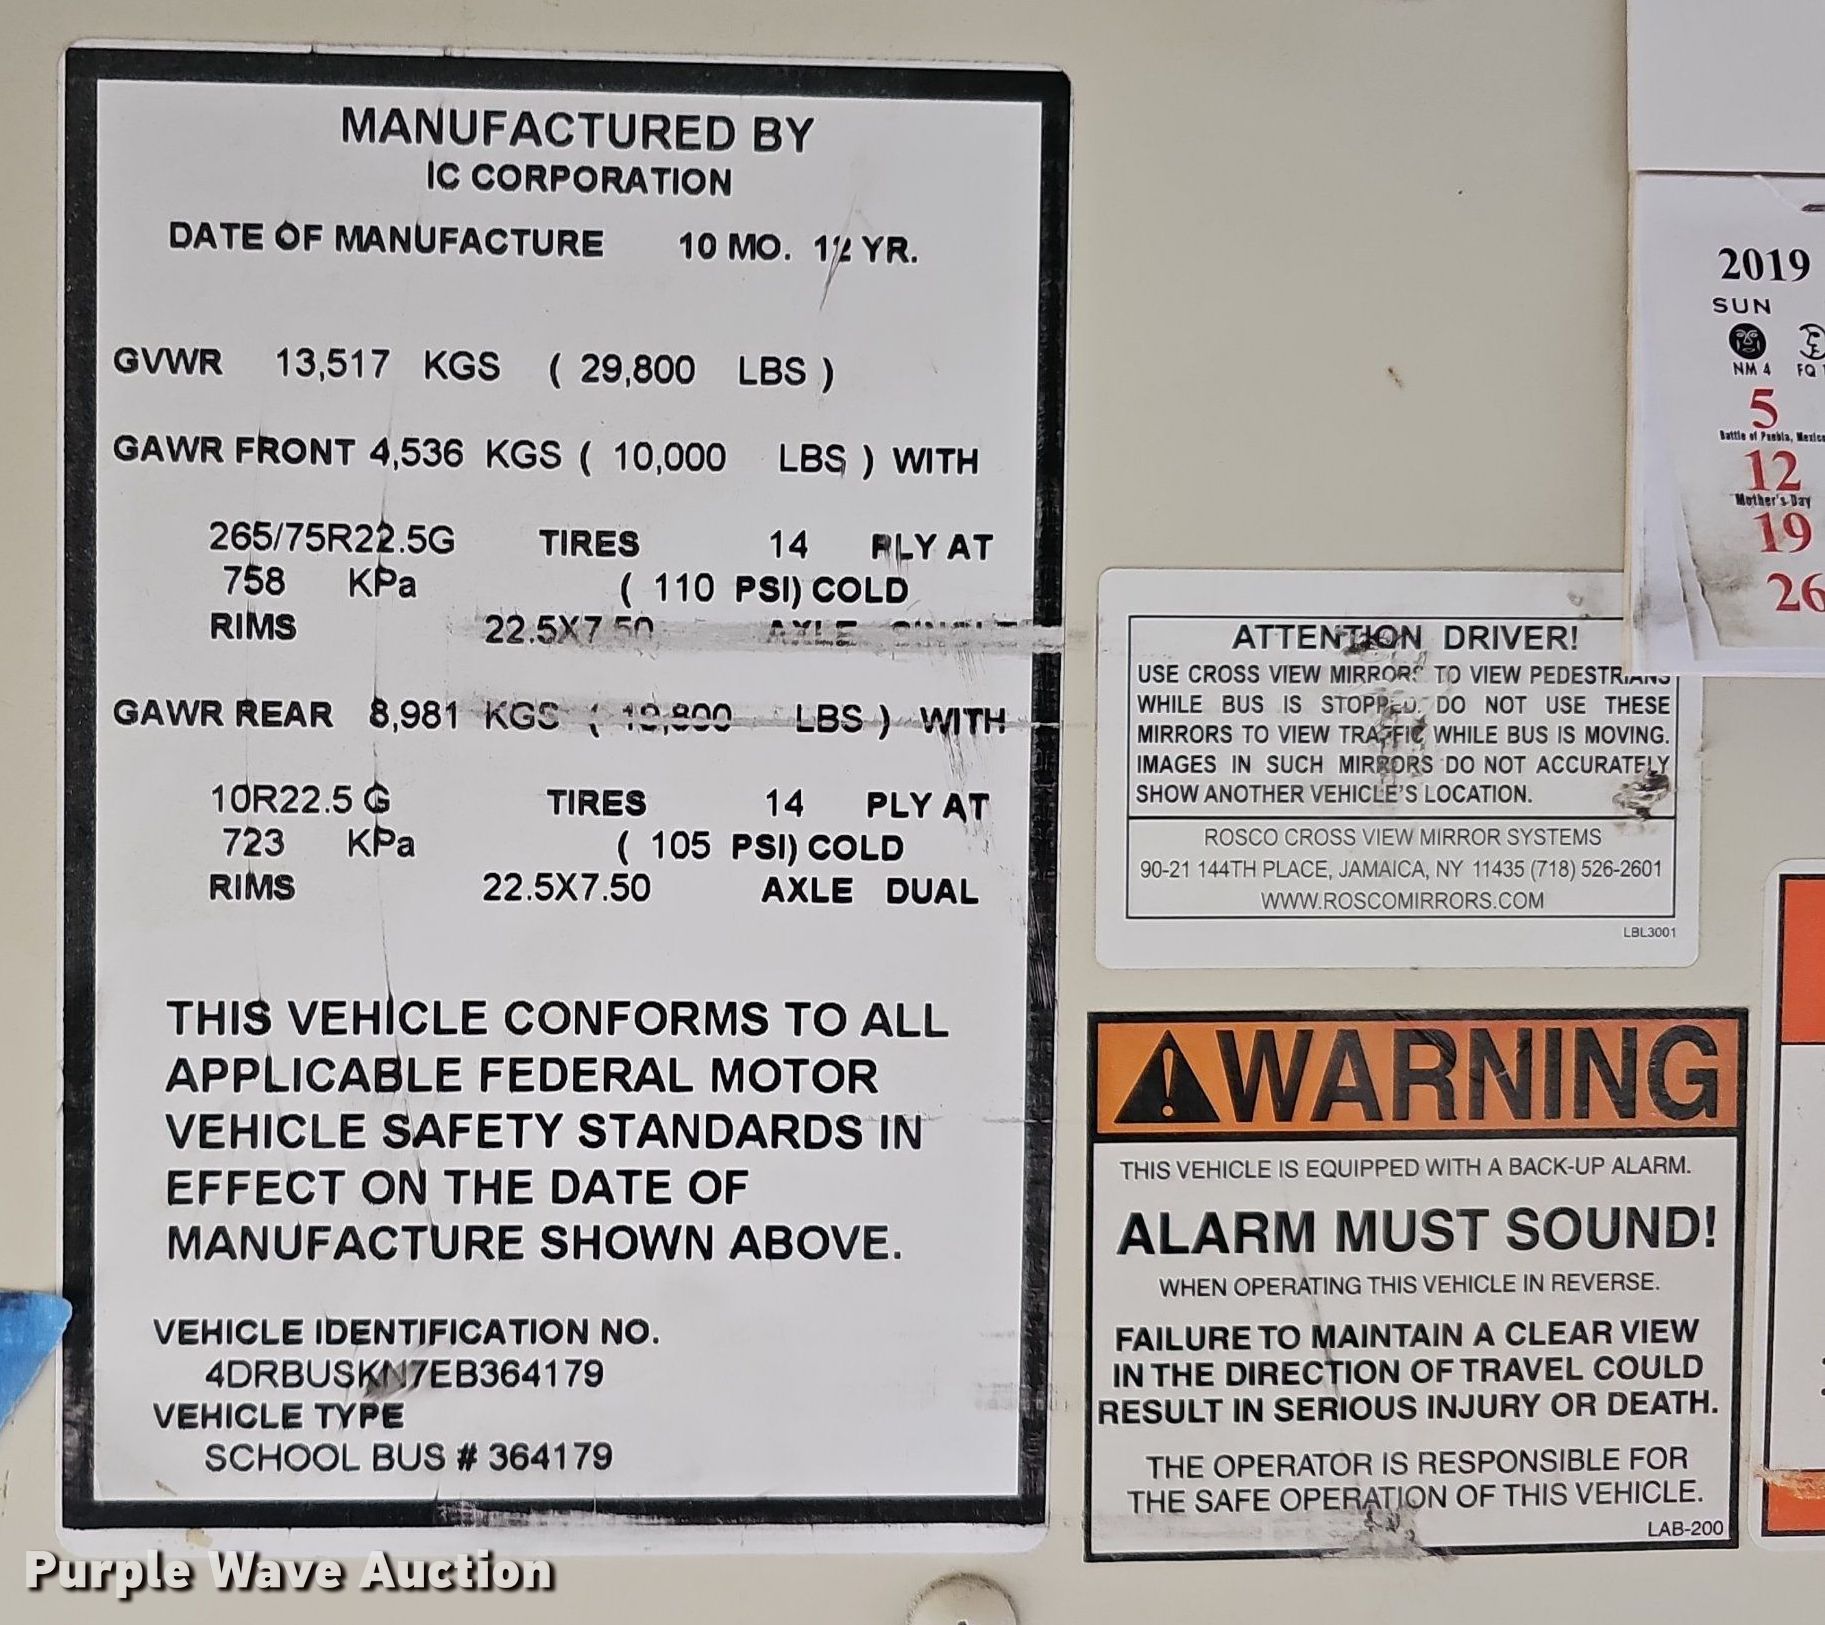 MANUFACTURED BY
IC CORPORATION
DATE OF MANUFACTURE 10 MO. 12 YR.
GVWR 13,517 KGS ( 29,800 LBS )
GAWR FRONT 4,536 KGS ( 10,000 LBS ) WITH
265/75R22.5G TIRES 14 PLY AT
758 KPa ( 110 PSI) COLD
RIMS 22.5X7.50 AXLE SINGLE
GAWR REAR 8,981 KGS ( 19,800 LBS ) WITH
10R22.5 G TIRES 14 PLY AT
723 KPa ( 105 PSI) COLD
RIMS 22.5X7.50 AXLE DUAL
THIS VEHICLE CONFORMS TO ALL
APPLICABLE FEDERAL MOTOR
VEHICLE SAFETY STANDARDS IN
EFFECT ON THE DATE OF
MANUFACTURE SHOWN ABOVE.
VEHICLE IDENTIFICATION NO.
4DRBUSKN7EB364179
VEHICLE TYPE
SCHOOL BUS # 364179
2019
SUN
NM 4 FQ
5
Battle of Puebla, Mexico
12
Mother's Day
19
26
ATTENTION DRIVER!
USE CROSS VIEW MIRRORS TO VIEW PEDESTRIANS
WHILE BUS IS STOPPED. DO NOT USE THESE
MIRRORS TO VIEW TRAFFIC WHILE BUS IS MOVING.
IMAGES IN SUCH MIRRORS DO NOT ACCURATELY
SHOW ANOTHER VEHICLE'S LOCATION.
ROSCO CROSS VIEW MIRROR SYSTEMS
90-21 144TH PLACE, JAMAICA, NY 11435 (718) 526-2601
WWW.ROSCOMIRRORS.COM
LBL3001
WARNING
THIS VEHICLE IS EQUIPPED WITH A BACK-UP ALARM.
ALARM MUST SOUND!
WHEN OPERATING THIS VEHICLE IN REVERSE.
FAILURE TO MAINTAIN A CLEAR VIEW
IN THE DIRECTION OF TRAVEL COULD
RESULT IN SERIOUS INJURY OR DEATH.
THE OPERATOR IS RESPONSIBLE FOR
THE SAFE OPERATION OF THIS VEHICLE.
LAB-200
Purple Wave Auction